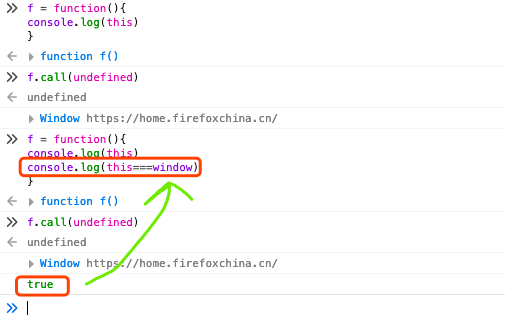 f = function(){
console.log(this)
}
function f()
f.call(undefined)
undefined
Window https://home.firefoxchina.cn/
f = function(){
console.log(this)
console.log(this===window)
}
function f()
f.call(undefined)
undefined
Window https://home.firefoxchina.cn/
true